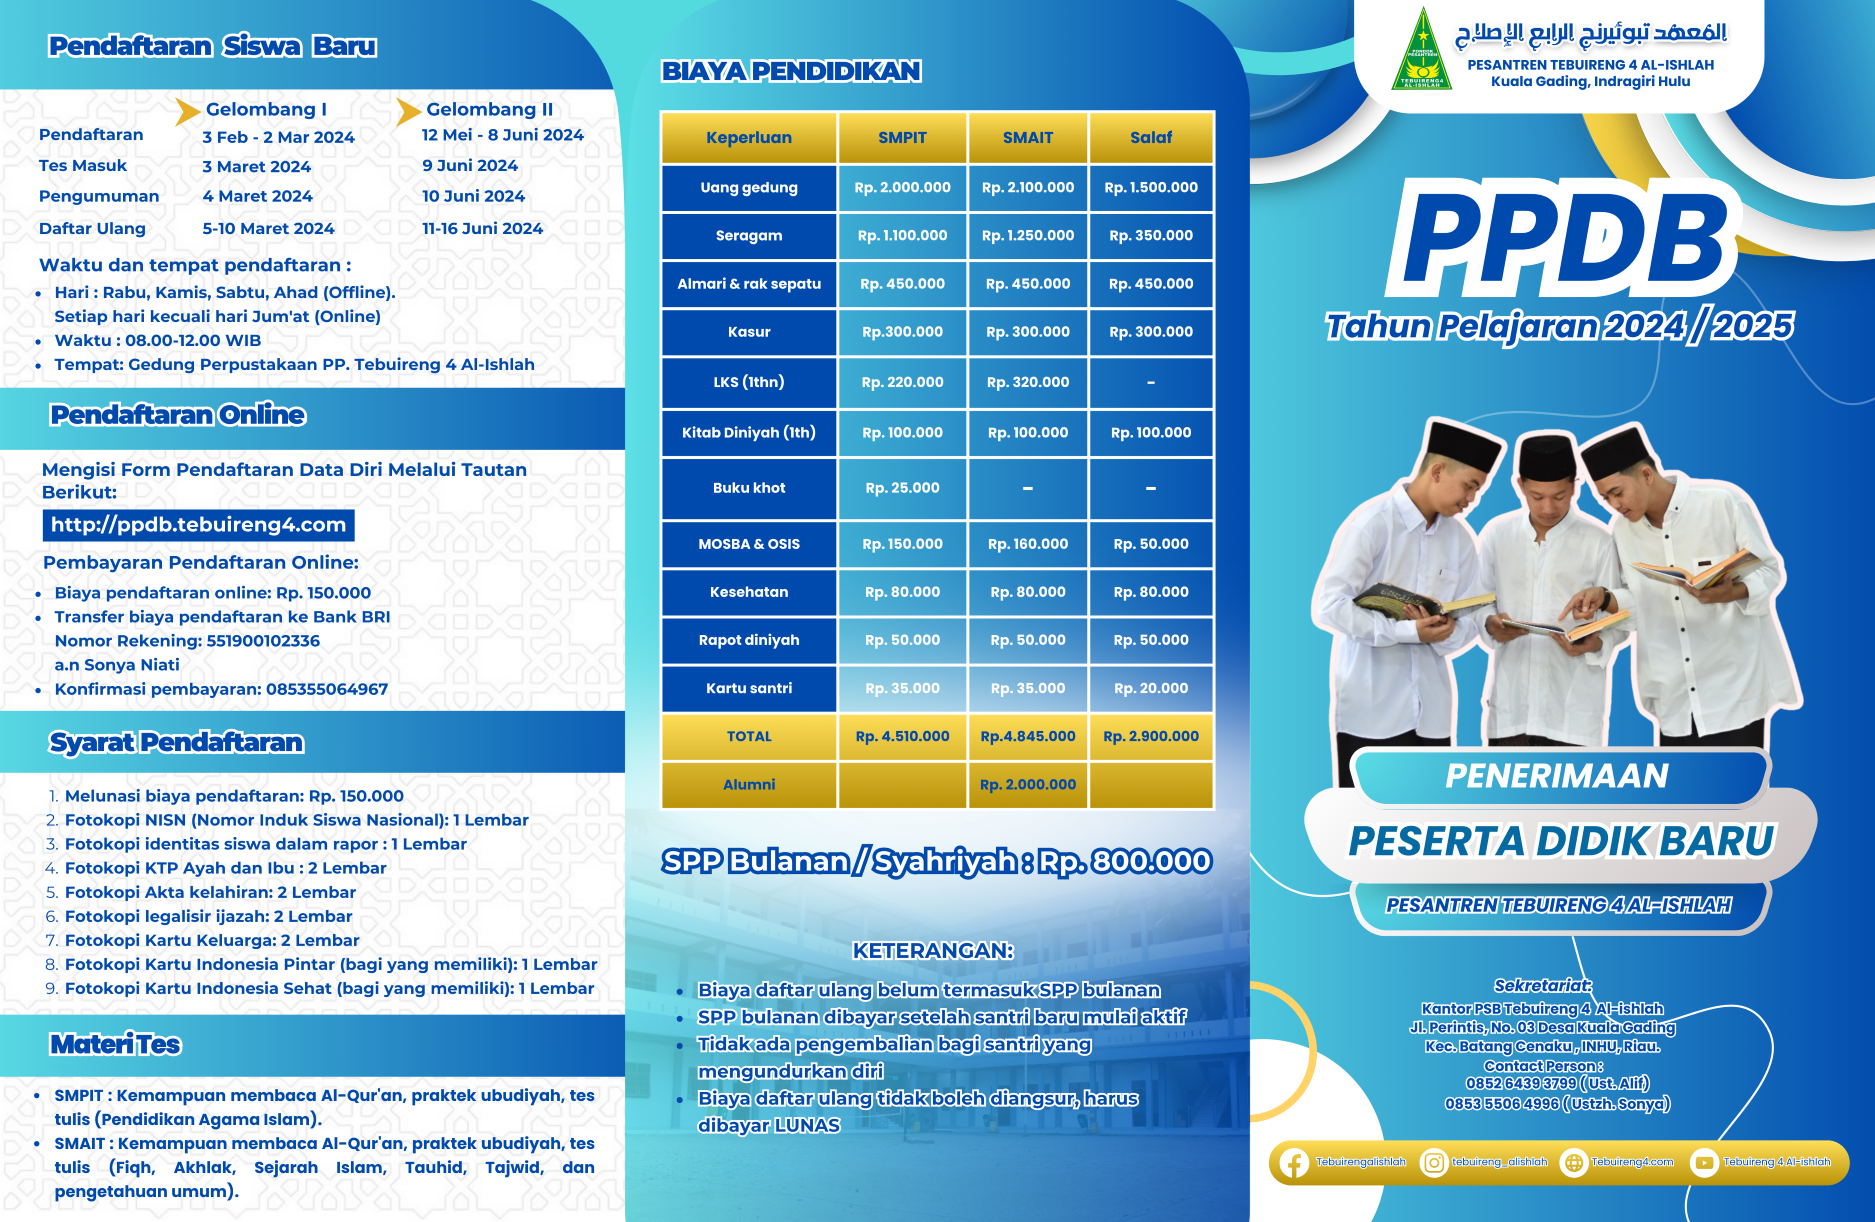 Pendaftaran Siswa Baru
Gelombang I
Gelombang II
Pendaftaran
3 Feb - 2 Mar 2024
12 Mei - 8 Juni 2024
Tes Masuk
3 Maret 2024
9 Juni 2024
Pengumuman
4 Maret 2024
10 Juni 2024
Daftar Ulang
5-10 Maret 2024
11-16 Juni 2024
Waktu dan tempat pendaftaran :
• Hari : Rabu, Kamis, Sabtu, Ahad (Offline).
Setiap hari kecuali hari Jum'at (Online)
• Waktu : 08.00-12.00 WIB
• Tempat: Gedung Perpustakaan PP. Tebuireng 4 Al-Ishlah
Pendaftaran Online
Mengisi Form Pendaftaran Data Diri Melalui Tautan
Berikut:
http://ppdb.tebuireng4.com
Pembayaran Pendaftaran Online:
• Biaya pendaftaran online: Rp. 150.000
• Transfer biaya pendaftaran ke Bank BRI
Nomor Rekening: 551900102336
a.n Sonya Niati
• Konfirmasi pembayaran: 085355064967
Syarat Pendaftaran
1. Melunasi biaya pendaftaran: Rp. 150.000
2. Fotokopi NISN (Nomor Induk Siswa Nasional): 1 Lembar
3. Fotokopi identitas siswa dalam rapor : 1 Lembar
4. Fotokopi KTP Ayah dan Ibu : 2 Lembar
5. Fotokopi Akta kelahiran: 2 Lembar
6. Fotokopi legalisir ijazah: 2 Lembar
7. Fotokopi Kartu Keluarga: 2 Lembar
8. Fotokopi Kartu Indonesia Pintar (bagi yang memiliki): 1 Lembar
9. Fotokopi Kartu Indonesia Sehat (bagi yang memiliki): 1 Lembar
Materi Tes
• SMPIT : Kemampuan membaca Al-Qur'an, praktek ubudiyah, tes
tulis (Pendidikan Agama Islam).
• SMAIT : Kemampuan membaca Al-Qur'an, praktek ubudiyah, tes
tulis (Fiqh, Akhlak, Sejarah Islam, Tauhid, Tajwid, dan
pengetahuan umum).
BIAYA PENDIDIKAN
Keperluan SMPIT SMAIT Salaf
Uang gedung Rp. 2.000.000 Rp. 2.100.000 Rp. 1.500.000
Seragam Rp. 1.100.000 Rp. 1.250.000 Rp. 350.000
Almari & rak sepatu Rp. 450.000 Rp. 450.000 Rp. 450.000
Kasur Rp.300.000 Rp. 300.000 Rp. 300.000
LKS (1thn) Rp. 220.000 Rp. 320.000 -
Kitab Diniyah (1th) Rp. 100.000 Rp. 100.000 Rp. 100.000
Buku khot Rp. 25.000 - -
MOSBA & OSIS Rp. 150.000 Rp. 160.000 Rp. 50.000
Kesehatan Rp. 80.000 Rp. 80.000 Rp. 80.000
Rapot diniyah Rp. 50.000 Rp. 50.000 Rp. 50.000
Kartu santri Rp. 35.000 Rp. 35.000 Rp. 20.000
TOTAL Rp. 4.510.000 Rp.4.845.000 Rp. 2.900.000
Alumni Rp. 2.000.000
SPP Bulanan / Syahriyah : Rp. 800.000
KETERANGAN:
• Biaya daftar ulang belum termasuk SPP bulanan
• SPP bulanan dibayar setelah santri baru mulai aktif
• Tidak ada pengembalian bagi santri yang
mengundurkan diri
• Biaya daftar ulang tidak boleh diangsur, harus
dibayar LUNAS
PONDOK
PESANTREN
TEBUIRENG 4
AL-ISHLAH
المَعهَد تبوئيرنج الرابع الإصلاح
PESANTREN TEBUIRENG 4 AL-ISHLAH
Kuala Gading, Indragiri Hulu
PPDB
Tahun Pelajaran 2024 / 2025
PENERIMAAN
PESERTA DIDIK BARU
PESANTREN TEBUIRENG 4 AL-ISHLAH
Sekretariat:
Kantor PSB Tebuireng 4 Al-ishlah
Jl. Perintis, No. 03 Desa Kuala Gading
Kec. Batang Cenaku , INHU, Riau.
Contact Person :
0852 6439 3799 ( Ust. Alif)
0853 5506 4996 ( Ustzh. Sonya)
Tebuirengalishlah
tebuireng_alishlah
Tebuireng4.com
Tebuireng 4 Al-ishlah